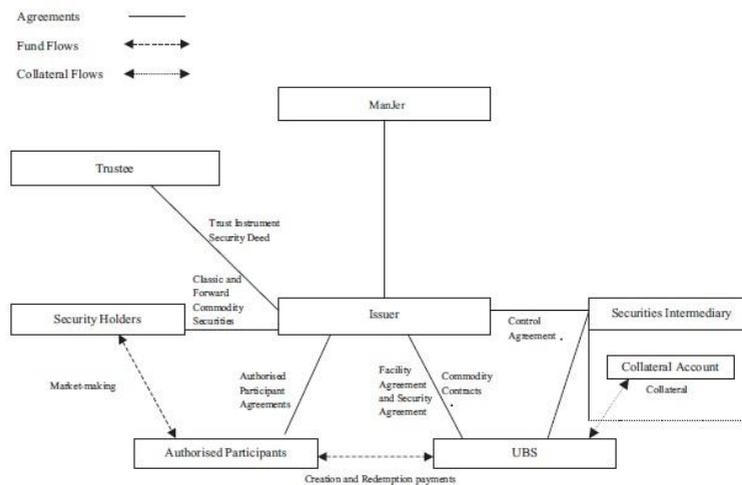 Agreements
Fund Flows
Collateral Flows
ManJer
Trustee
Trust Instrument
Security Deed
Classic and
Forward
Commodity
Securities
Security Holders
Issuer
Securities Intermediary
Control
Agreement .
Collateral Account
Collateral
Market-making
Authorised
Participant
Agreements
Facility
Agreement
and Security
Agreement
Commodity
Contracts
.
Authorised Participants
UBS
Creation and Redemption payments